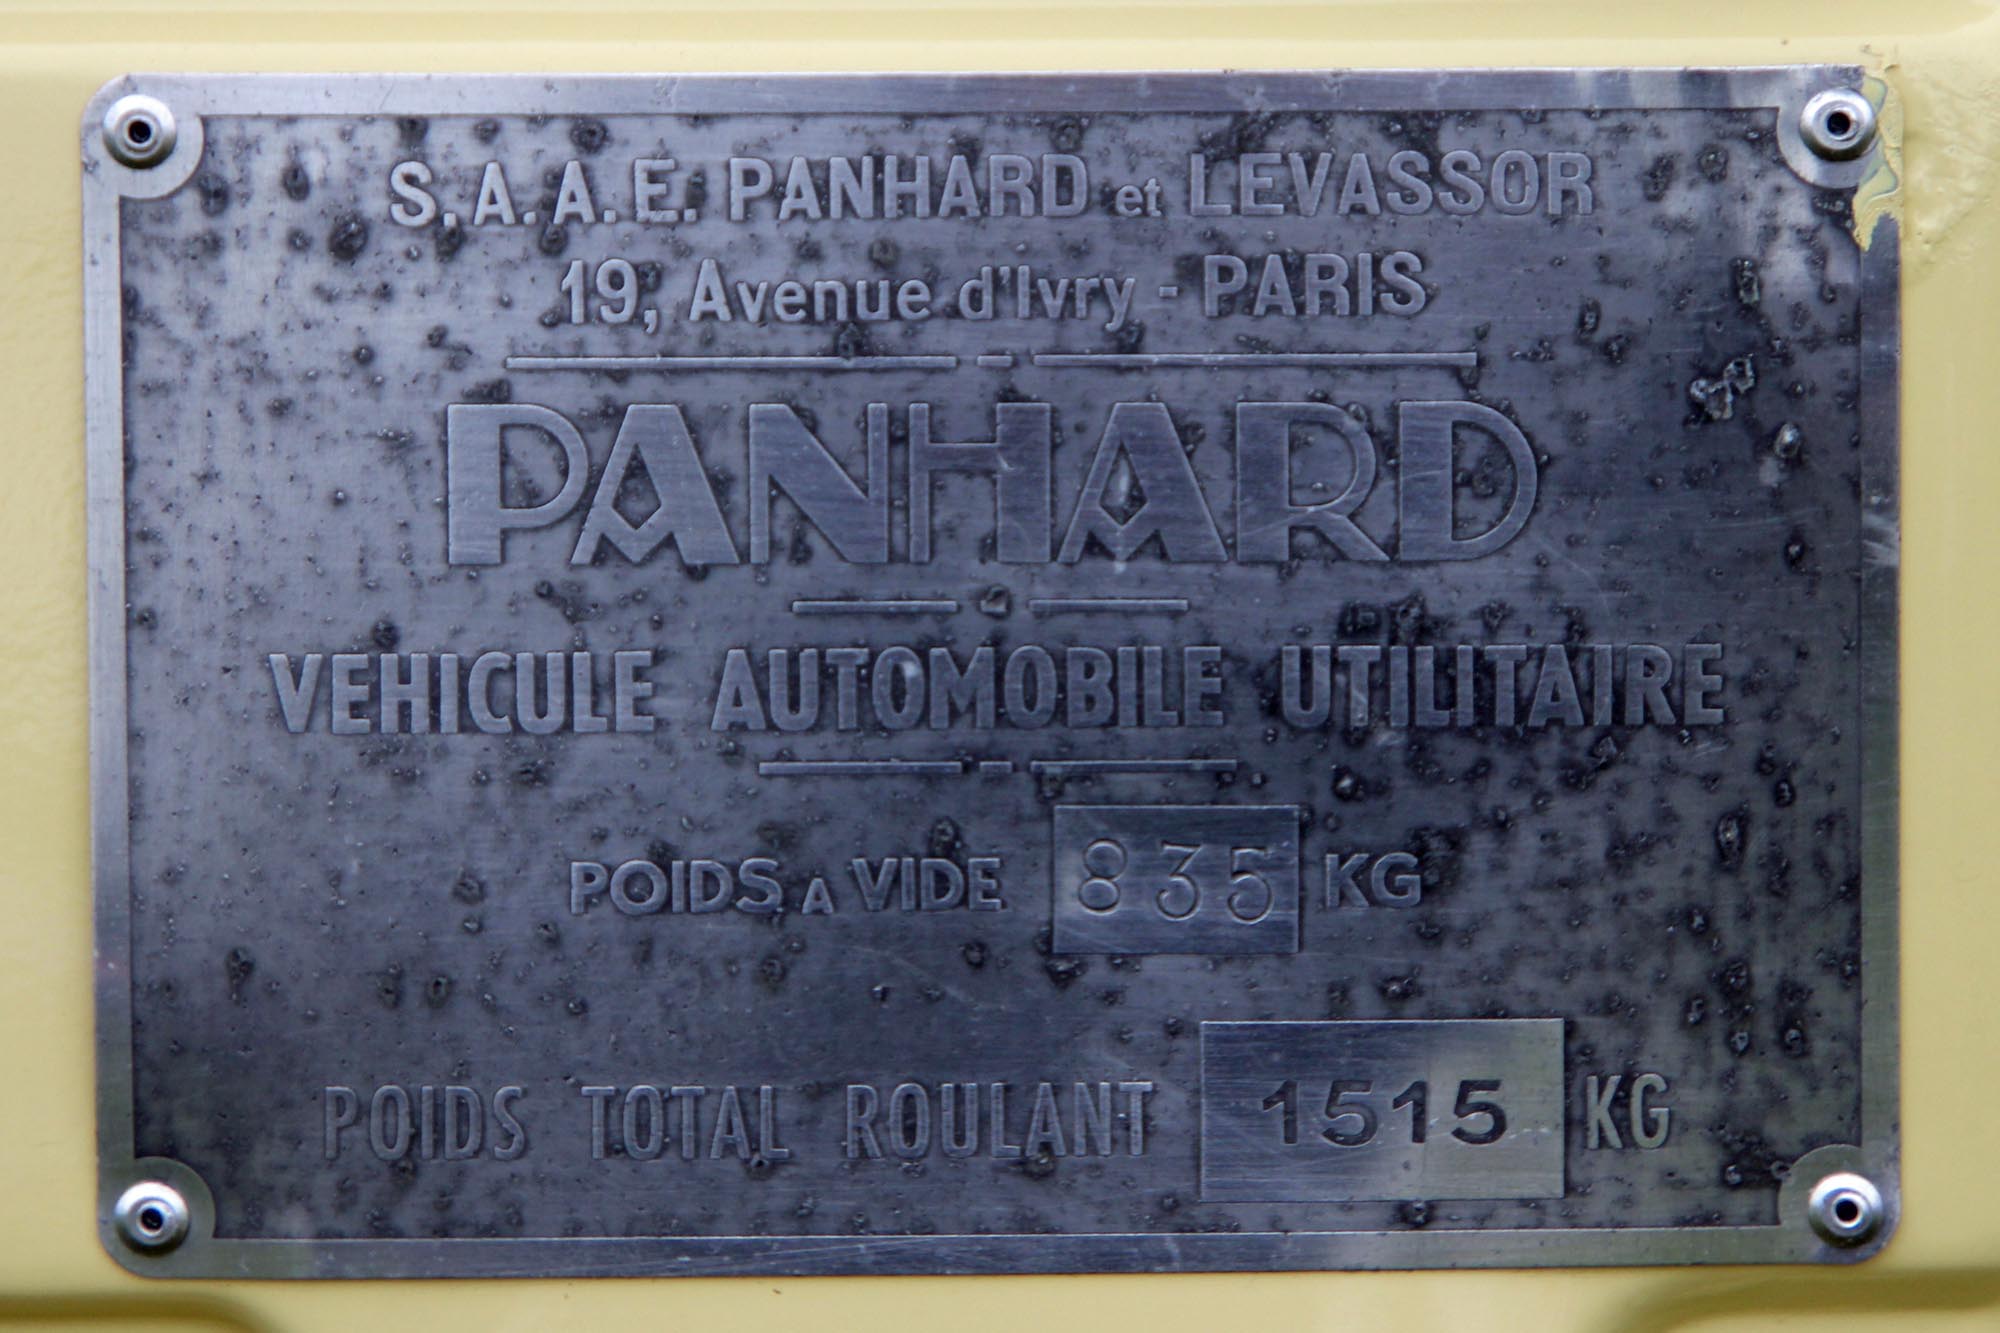 S.A.A.E. PANHARD et LEVASSOR
19, Avenue d'Ivry - PARIS
PANHARD
VEHICULE AUTOMOBILE UTILITAIRE
POIDS A VIDE 835 KG
POIDS TOTAL ROULANT 1515 KG